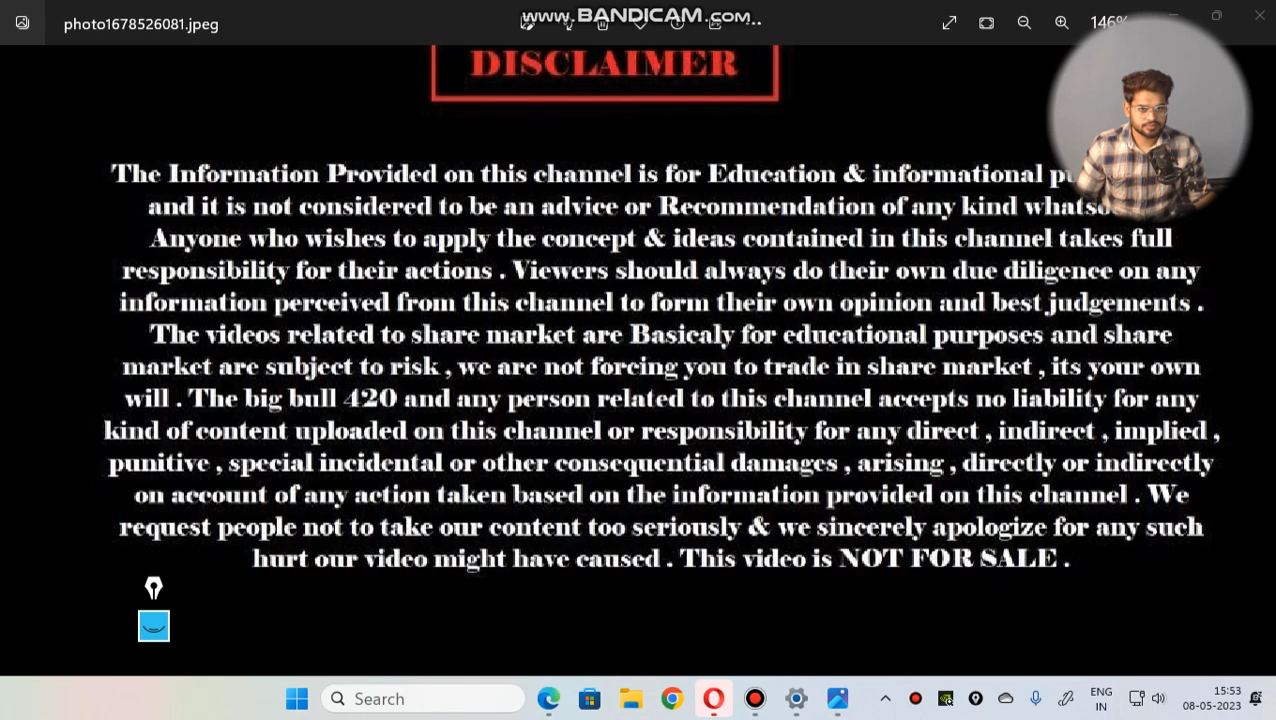 photo1678526081.jpeg
www.BANDICAM.com
146%
DISCLAIMER
The Information Provided on this channel is for Education & informational
and it is not considered to be an advice or Recommendation of any kind
Anyone who wishes to apply the concept & ideas contained in this channel takes full
responsibility for their actions . Viewers should always do their own due diligence on any
information perceived from this channel to form their own opinion and best judgements .
The videos related to share market are Basicaly for educational purposes and share
market are subject to risk , we are not forcing you to trade in share market , its your own
will . The big bull 420 and any person related to this channel accepts no liability for any
kind of content uploaded on this channel or responsibility for any direct , indirect , implied ,
punitive , special incidental or other consequential damages , arising , directly or indirectly
on account of any action taken based on the information provided on this channel . We
request people not to take our content too seriously & we sincerely apologize for any such
hurt our video might have caused . This video is NOT FOR SALE .
Search
ENG
IN
15:53
08-05-2023